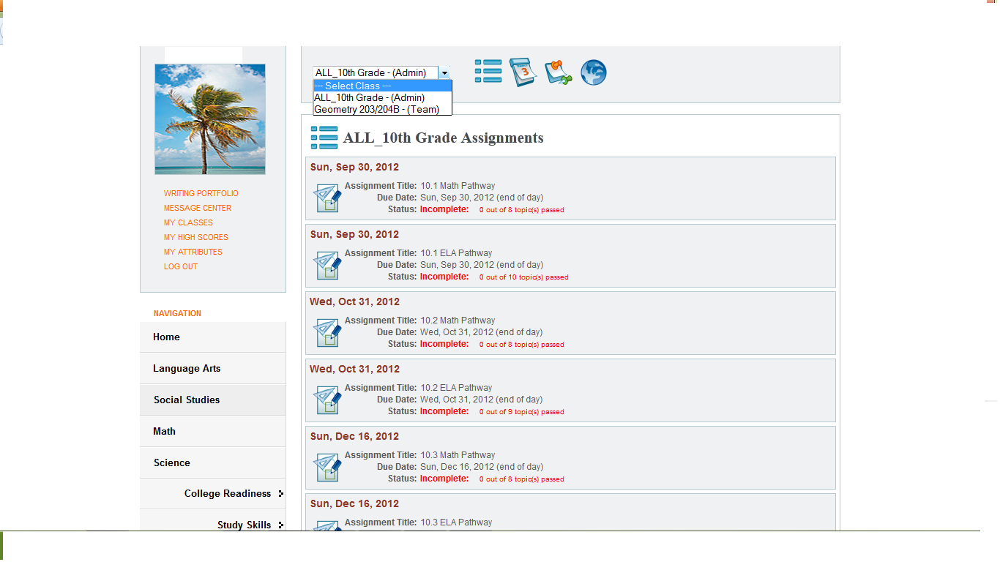 ALL_10th Grade - (Admin)
--- Select Class ---
ALL_10th Grade - (Admin)
Geometry 203/204B - (Team)
3
WRITING PORTFOLIO
MESSAGE CENTER
MY CLASSES
MY HIGH SCORES
MY ATTRIBUTES
LOG OUT
NAVIGATION
Home
Language Arts
Social Studies
Math
Science
College Readiness
Study Skills
ALL_10th Grade Assignments
Sun, Sep 30, 2012
Assignment Title: 10.1 Math Pathway
Due Date: Sun, Sep 30, 2012 (end of day)
Status: Incomplete: 0 out of 8 topic(s) passed
Sun, Sep 30, 2012
Assignment Title: 10.1 ELA Pathway
Due Date: Sun, Sep 30, 2012 (end of day)
Status: Incomplete: 0 out of 10 topic(s) passed
Wed, Oct 31, 2012
Assignment Title: 10.2 Math Pathway
Due Date: Wed, Oct 31, 2012 (end of day)
Status: Incomplete: 0 out of 8 topic(s) passed
Wed, Oct 31, 2012
Assignment Title: 10.2 ELA Pathway
Due Date: Wed, Oct 31, 2012 (end of day)
Status: Incomplete: 0 out of 9 topic(s) passed
Sun, Dec 16, 2012
Assignment Title: 10.3 Math Pathway
Due Date: Sun, Dec 16, 2012 (end of day)
Status: Incomplete: 0 out of 8 topic(s) passed
Sun, Dec 16, 2012
Assignment Title: 10.3 ELA Pathway